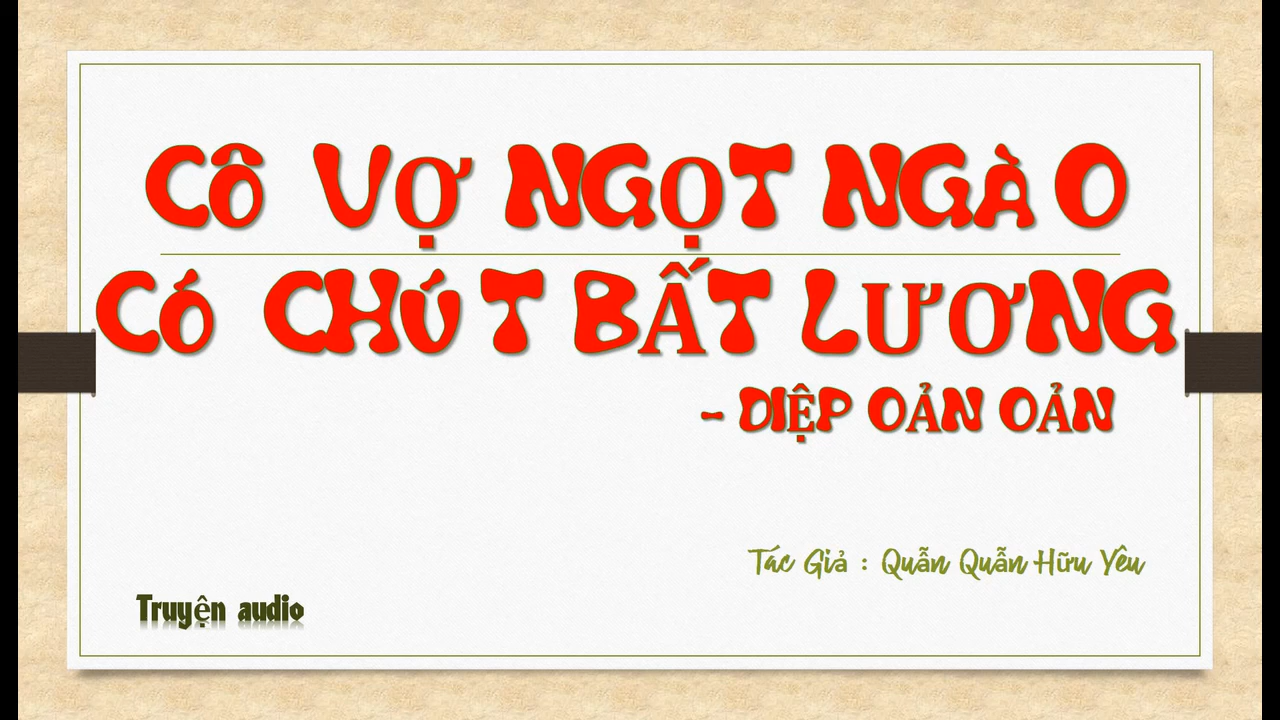 CÔ VỢ NGỌT NGÀO
CÓ CHÚT BẤT LƯƠNG
- DIỆP OẢN OẢN
Tác Giả : Quẫn Quẫn Hữu Yêu
Truyện audio